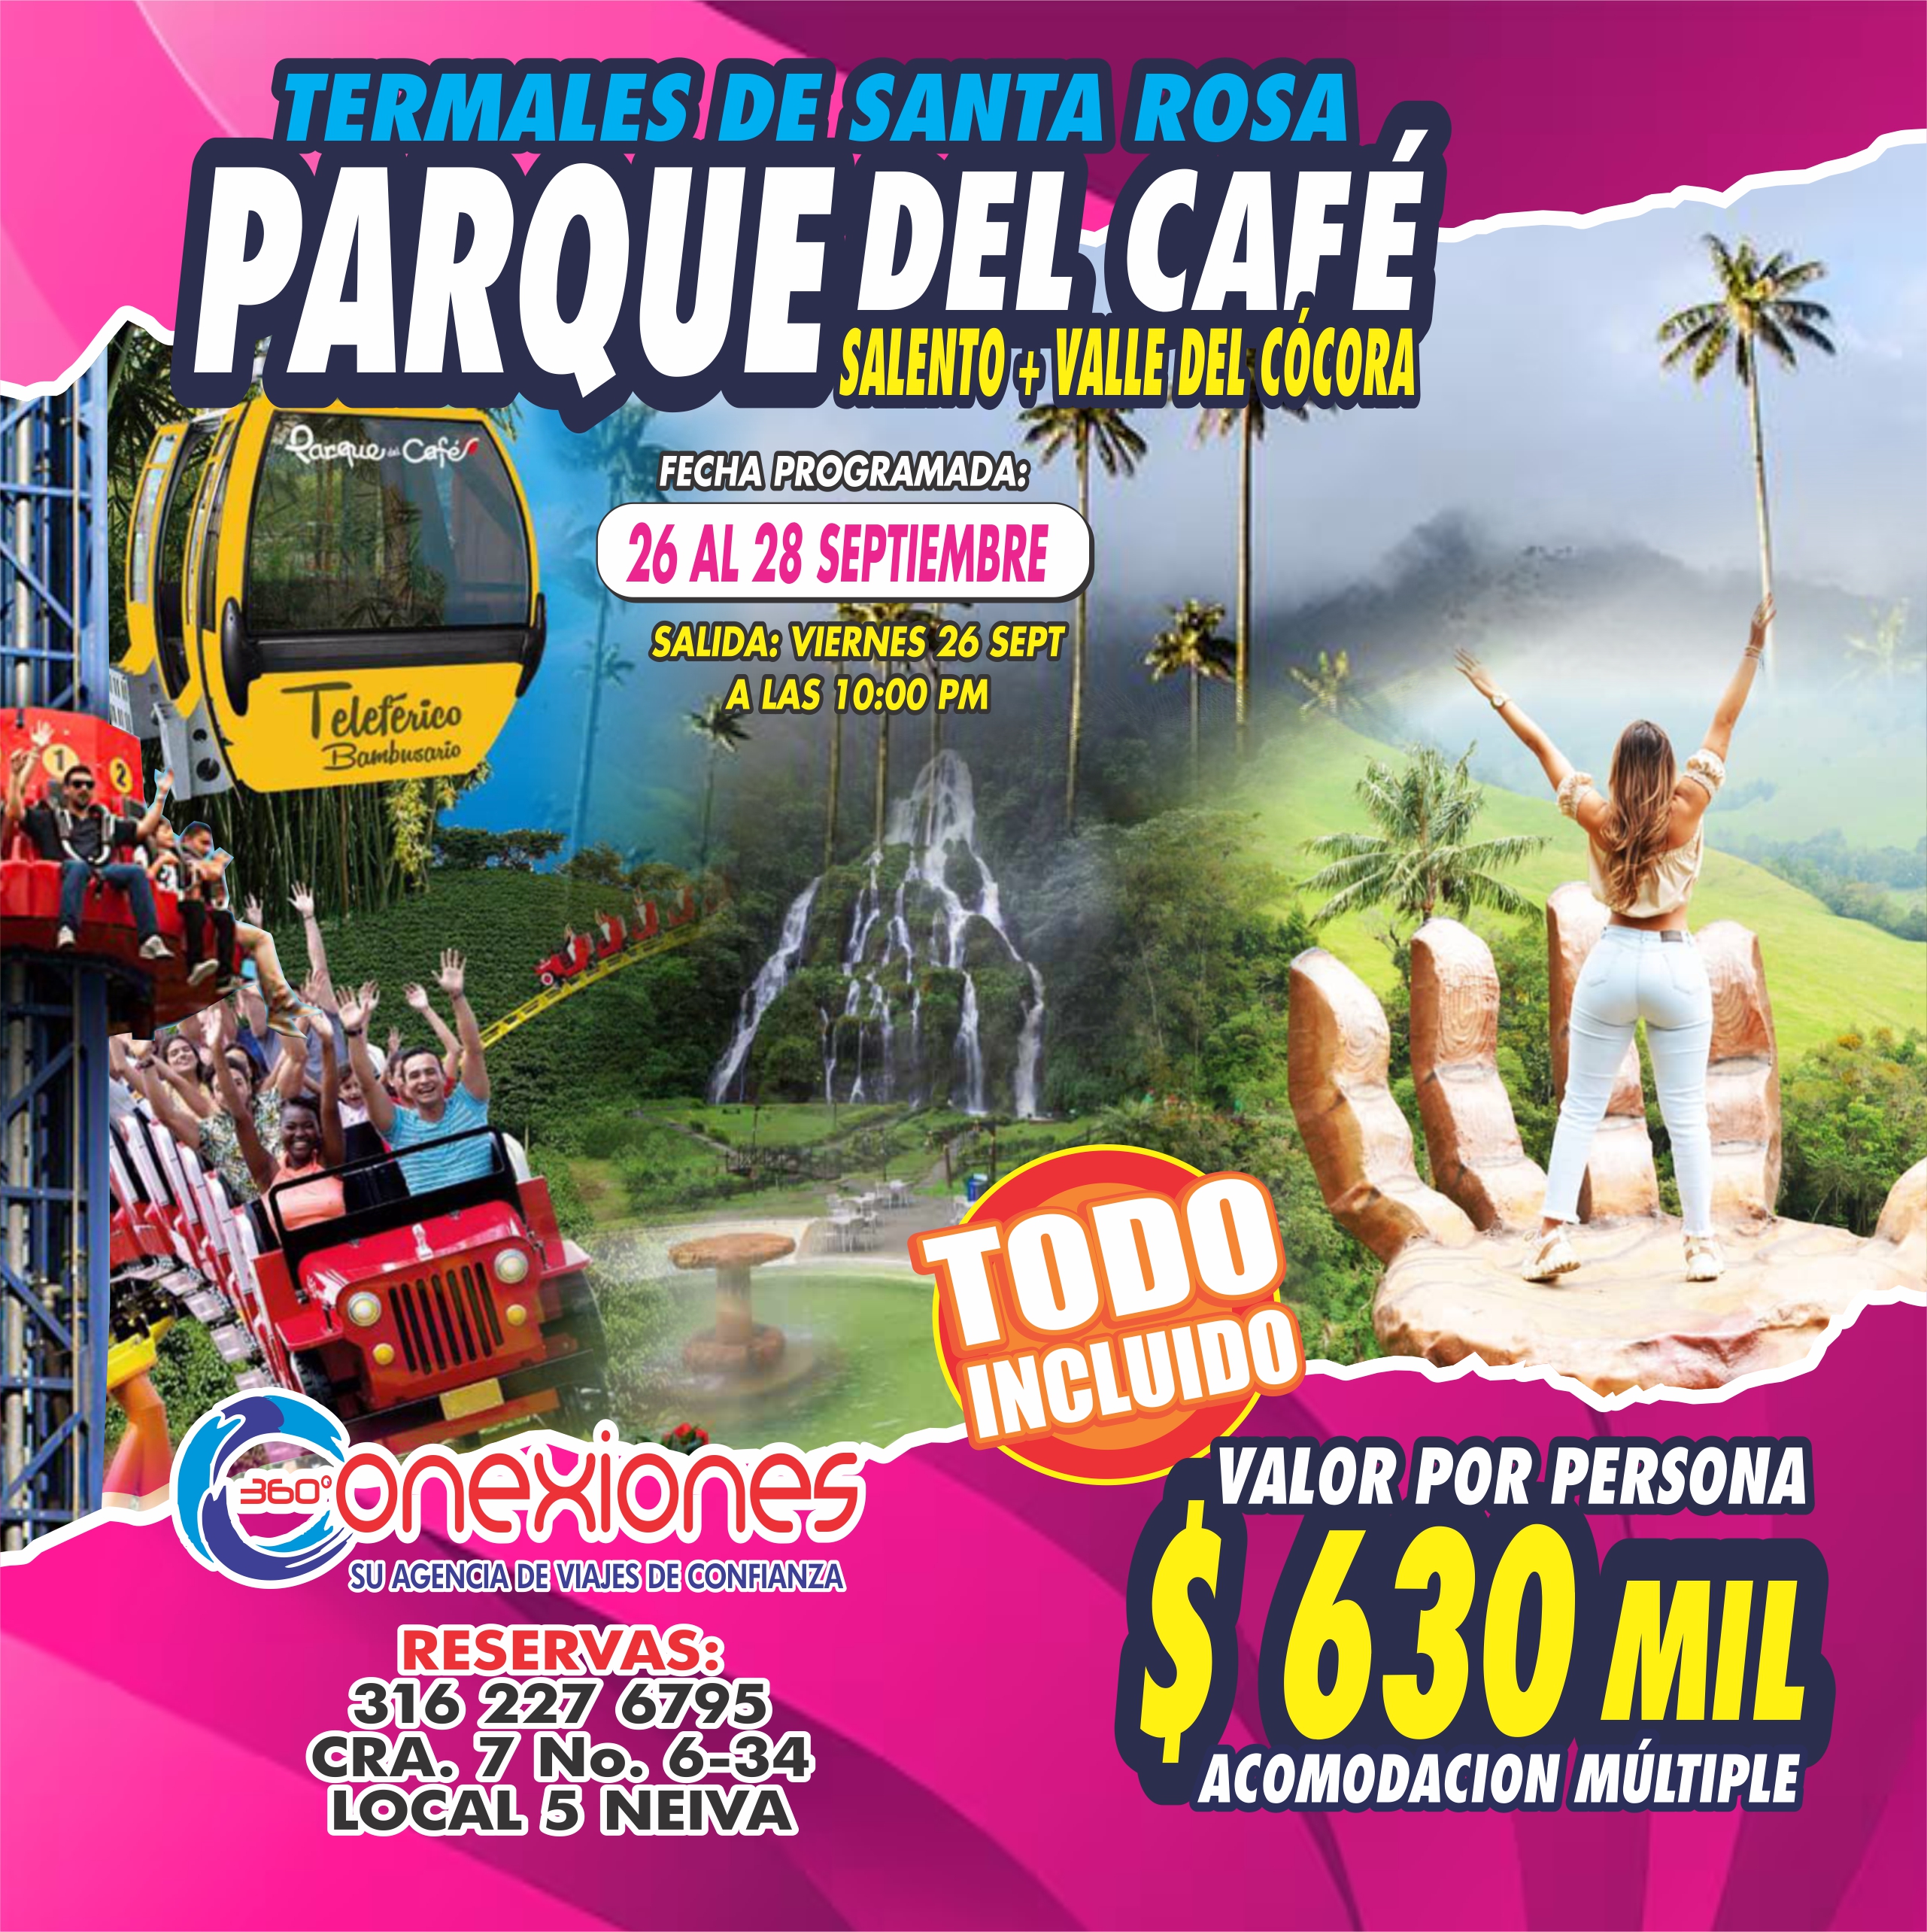 TERMALES DE SANTA ROSA
PARQUE DEL CAFÉ
SALENTO + VALLE DEL CÓCORA
Parque del Café
FECHA PROGRAMADA:
26 AL 28 SEPTIEMBRE
SALIDA: VIERNES 26 SEPT
A LAS 10:00 PM
Teleférico
Bambusario
1 2
TODO
INCLUIDO
360° Conexiones
SU AGENCIA DE VIAJES DE CONFIANZA
RESERVAS:
316 227 6795
CRA. 7 No. 6-34
LOCAL 5 NEIVA
VALOR POR PERSONA
$ 630 MIL
ACOMODACION MÚLTIPLE